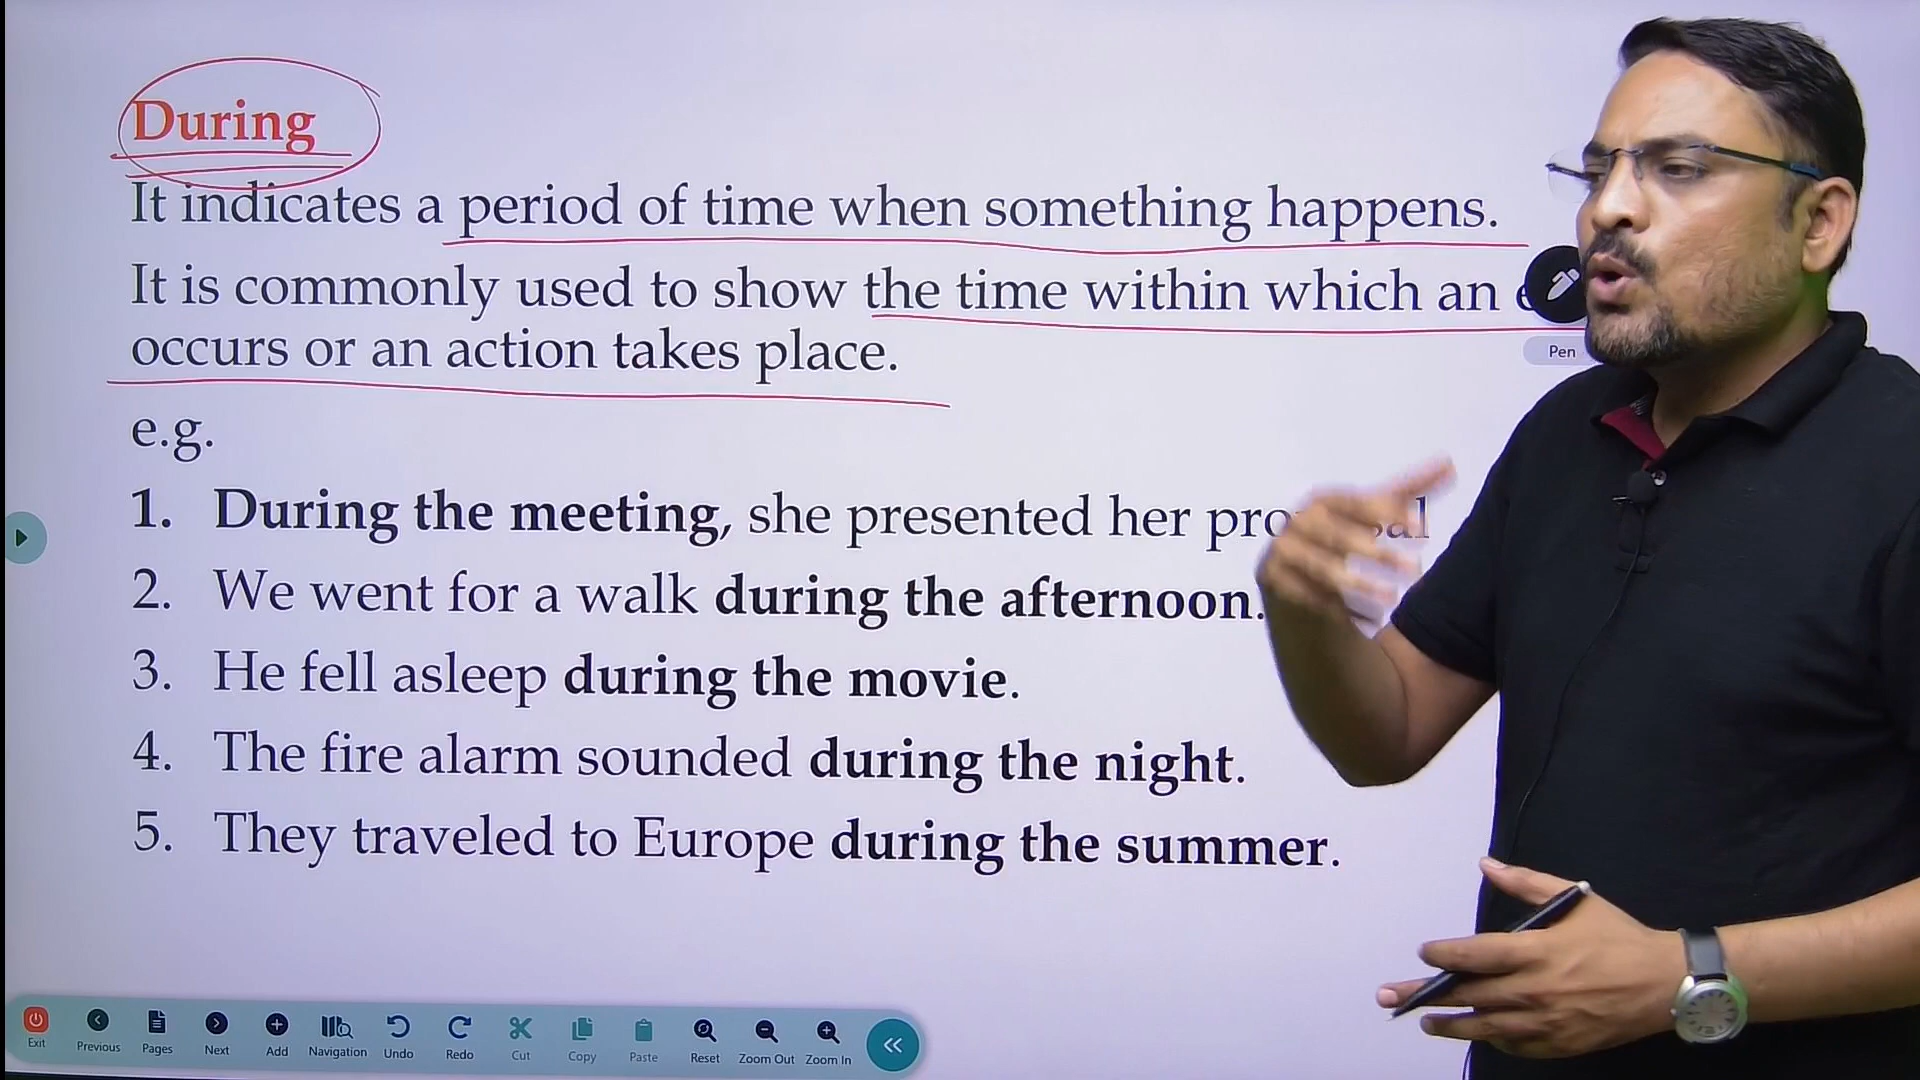 During
It indicates a period of time when something happens.
It is commonly used to show the time within which an
occurs or an action takes place.
e.g.
1. During the meeting, she presented her
2. We went for a walk during the afternoon.
3. He fell asleep during the movie.
4. The fire alarm sounded during the night.
5. They traveled to Europe during the summer.
Pen
Exit Previous Pages Next Add Navigation Undo Redo Cut Copy Paste Reset Zoom Out Zoom In